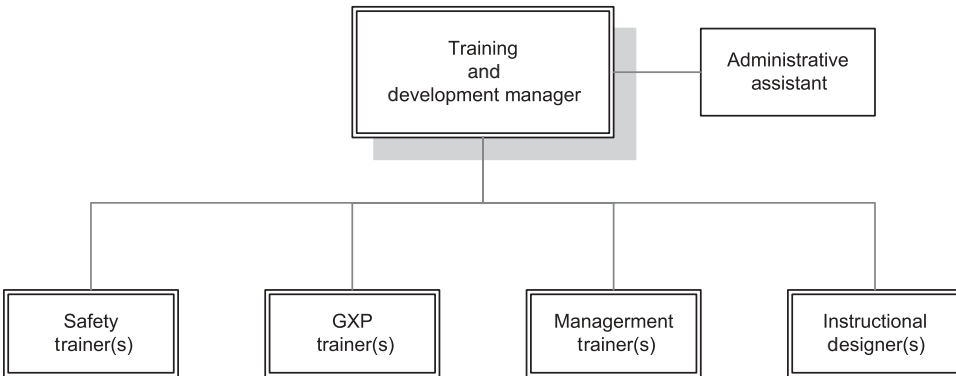 Training
and
development manager
Administrative
assistant
Safety
trainer(s)
GXP
trainer(s)
Managerment
trainer(s)
Instructional
designer(s)